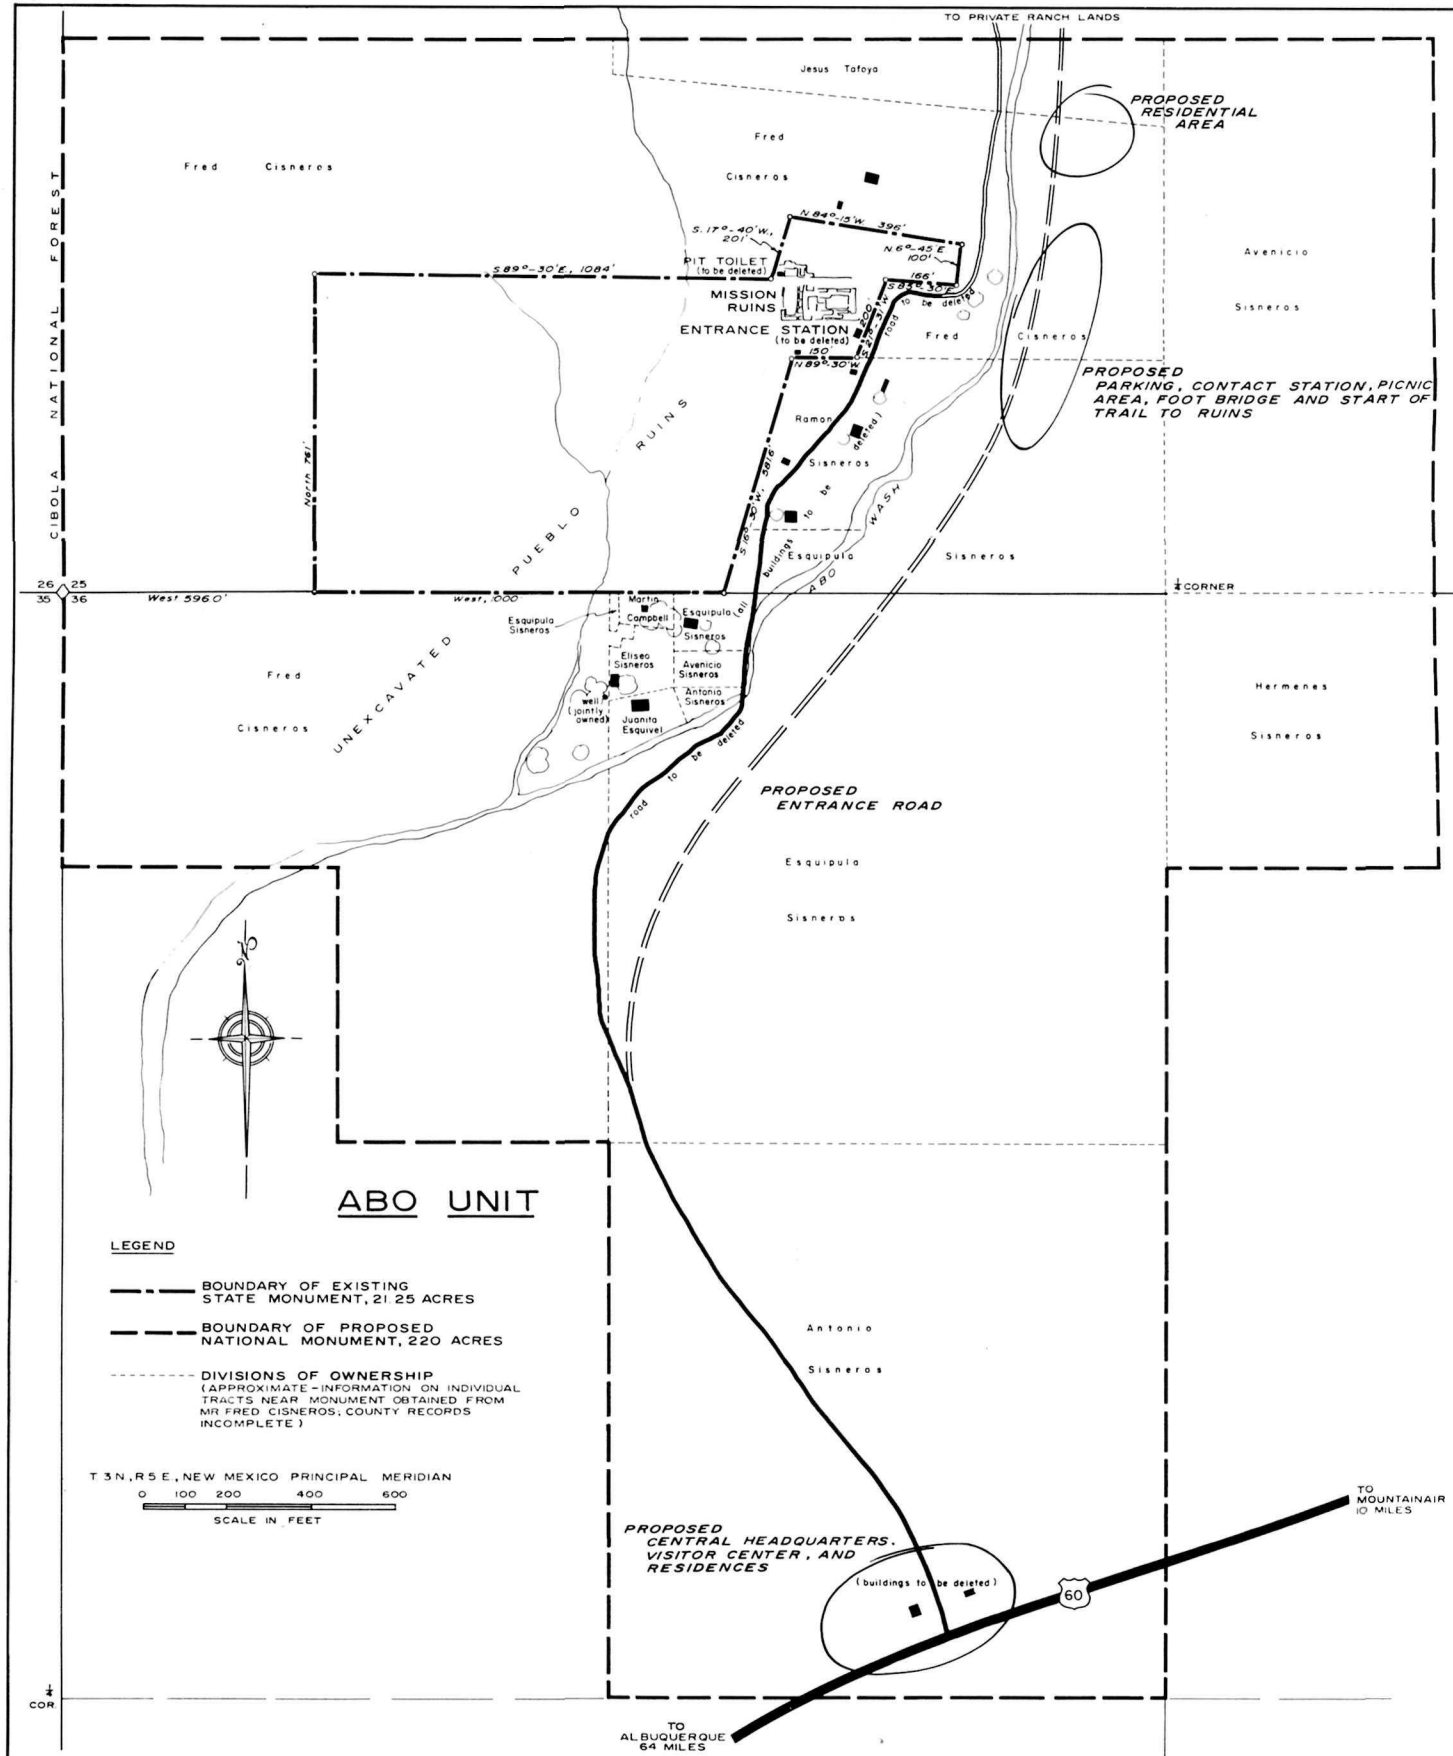 TO PRIVATE RANCH LANDS
Jesus Tafoya
PROPOSED
RESIDENTIAL
AREA
Fred
Cisneros
Fred Cisneros
CIBOLA NATIONAL FOREST
N 84°-15'W 396'
S. 17°-40'W.,
201'
N 6°-45'E
100'
Avenicio
Sisneros
PIT TOILET
(to be deleted)
S 89°-30'E, 1084'
166'
S 85°-30'E
MISSION
RUINS
road to be deleted
ENTRANCE STATION
(to be deleted)
200'
Fred Cisneros
150'
N 89°-30'W
PROPOSED
PARKING, CONTACT STATION, PICNIC
AREA, FOOT BRIDGE AND START OF
TRAIL TO RUINS
Ramon
Sisneros
North 761'
S 16°-30'W, 581.6'
UNEXCAVATED PUEBLO RUINS
(all buildings to be deleted)
ABO WASH
Esquipula Sisneros
26 25
35 36
West 596.0'
West, 1000'
¼ CORNER
Esquipula
Sisneros
Martin
Campbell
Esquipula
Sisneros
Eliseo
Sisneros
Avenicio
Sisneros
Antonio
Sisneros
Fred
Cisneros
well
(jointly
owned)
Juanita
Esquivel
Hermenes
Sisneros
road to be deleted
PROPOSED
ENTRANCE ROAD
Esquipula
Sisneros
N
ABO UNIT
LEGEND
BOUNDARY OF EXISTING
STATE MONUMENT, 21.25 ACRES
BOUNDARY OF PROPOSED
NATIONAL MONUMENT, 220 ACRES
DIVISIONS OF OWNERSHIP
(APPROXIMATE-INFORMATION ON INDIVIDUAL
TRACTS NEAR MONUMENT OBTAINED FROM
MR FRED CISNEROS; COUNTY RECORDS
INCOMPLETE)
Antonio
Sisneros
T 3 N, R 5 E, NEW MEXICO PRINCIPAL MERIDIAN
0 100 200 400 600
SCALE IN FEET
TO
MOUNTAINAIR
10 MILES
PROPOSED
CENTRAL HEADQUARTERS.
VISITOR CENTER, AND
RESIDENCES
(buildings to be deleted)
60
¼
COR.
TO
ALBUQUERQUE
64 MILES